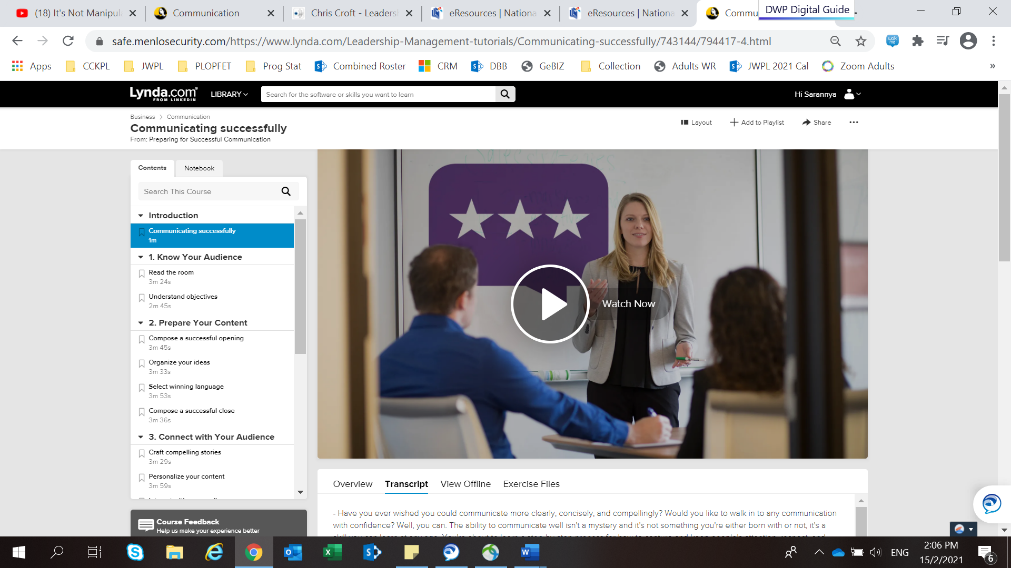 (18) It's Not Manipul
Communication
Chris Croft - Leaders
eResources | Nationa
eResources | Nationa
Commu
DWP Digital Guide
safe.menlosecurity.com/https://www.lynda.com/Leadership-Management-tutorials/Communicating-successfully/743144/794417-4.html
Apps CCKPL JWPL PLOPFET Prog Stat Combined Roster CRM DBB GeBIZ Collection Adults WR JWPL 2021 Cal Zoom Adults »
Lynda.com
FROM LINKEDIN
LIBRARY
Search for the software or skills you want to learn
Hi Sarannya
Business > Communication
Communicating successfully
From: Preparing for Successful Communication
Layout
Add to Playlist
Share
Contents
Notebook
Search This Course
Introduction
Communicating successfully
1m
1. Know Your Audience
Read the room
3m 24s
Understand objectives
2m 45s
2. Prepare Your Content
Compose a successful opening
3m 45s
Organize your ideas
3m 33s
Select winning language
3m 53s
Compose a successful close
3m 36s
3. Connect with Your Audience
Craft compelling stories
3m 29s
Personalize your content
3m 59s
Course Feedback
Help us make your experience better
Watch Now
Overview
Transcript
View Offline
Exercise Files
- Have you ever wished you could communicate more clearly, concisely, and compellingly? Would you like to walk in to any communication
with confidence? Well, you can. The ability to communicate well isn't a mystery and it's not something you're either born with or not, it's a
ENG
2:06 PM
15/2/2021
6